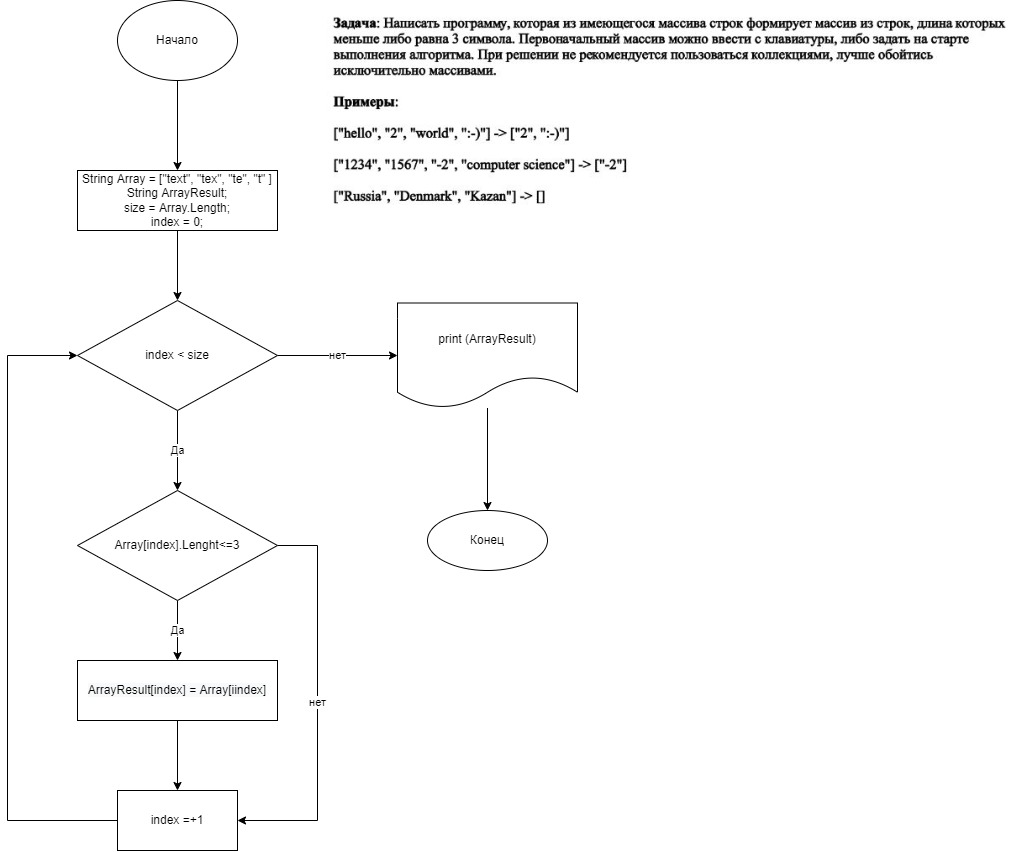 Начало
Задача: Написать программу, которая из имеющегося массива строк формирует массив из строк, длина которых
меньше либо равна 3 символа. Первоначальный массив можно ввести с клавиатуры, либо задать на старте
выполнения алгоритма. При решении не рекомендуется пользоваться коллекциями, лучше обойтись
исключительно массивами.
Примеры:
["hello", "2", "world", ":-)"] -> ["2", ":-)"]
["1234", "1567", "-2", "computer science"] -> ["-2"]
["Russia", "Denmark", "Kazan"] -> []
String Array = ["text", "tex", "te", "t" ]
String ArrayResult;
size = Array.Length;
index = 0;
index < size
нет
print (ArrayResult)
Да
Array[index].Lenght<=3
Конец
Да
ArrayResult[index] = Array[iindex]
нет
index =+1